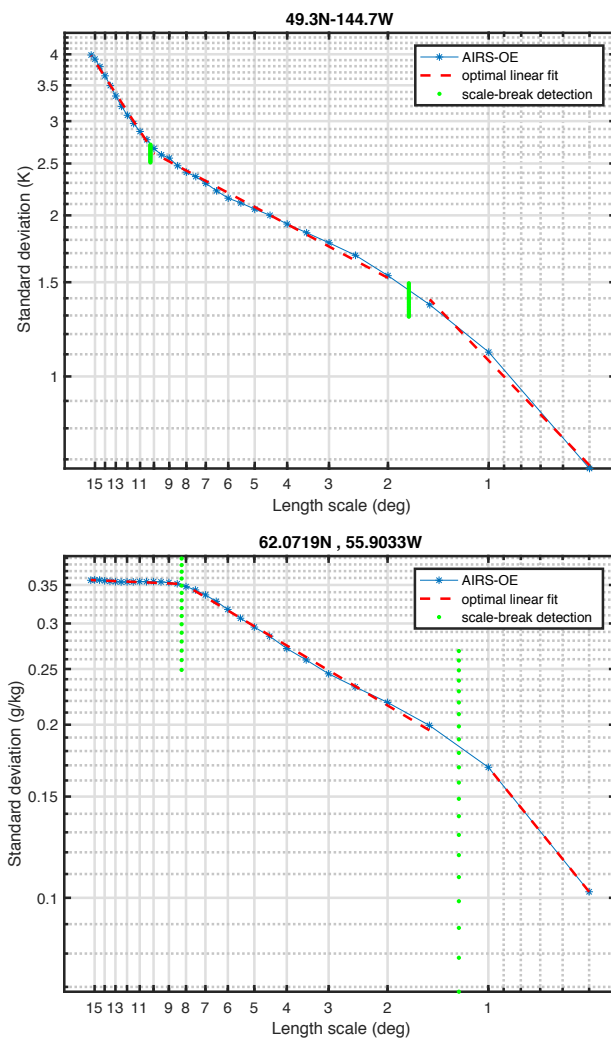 49.3N-144.7W
AIRS-OE
optimal linear fit
scale-break detection
4
3.5
3
2.5
2
1.5
1
Standard deviation (K)
15 13 11 9 8 7 6 5 4 3 2 1
Length scale (deg)
62.0719N , 55.9033W
AIRS-OE
optimal linear fit
scale-break detection
0.35
0.3
0.25
0.2
0.15
0.1
Standard deviation (g/kg)
15 13 11 9 8 7 6 5 4 3 2 1
Length scale (deg)